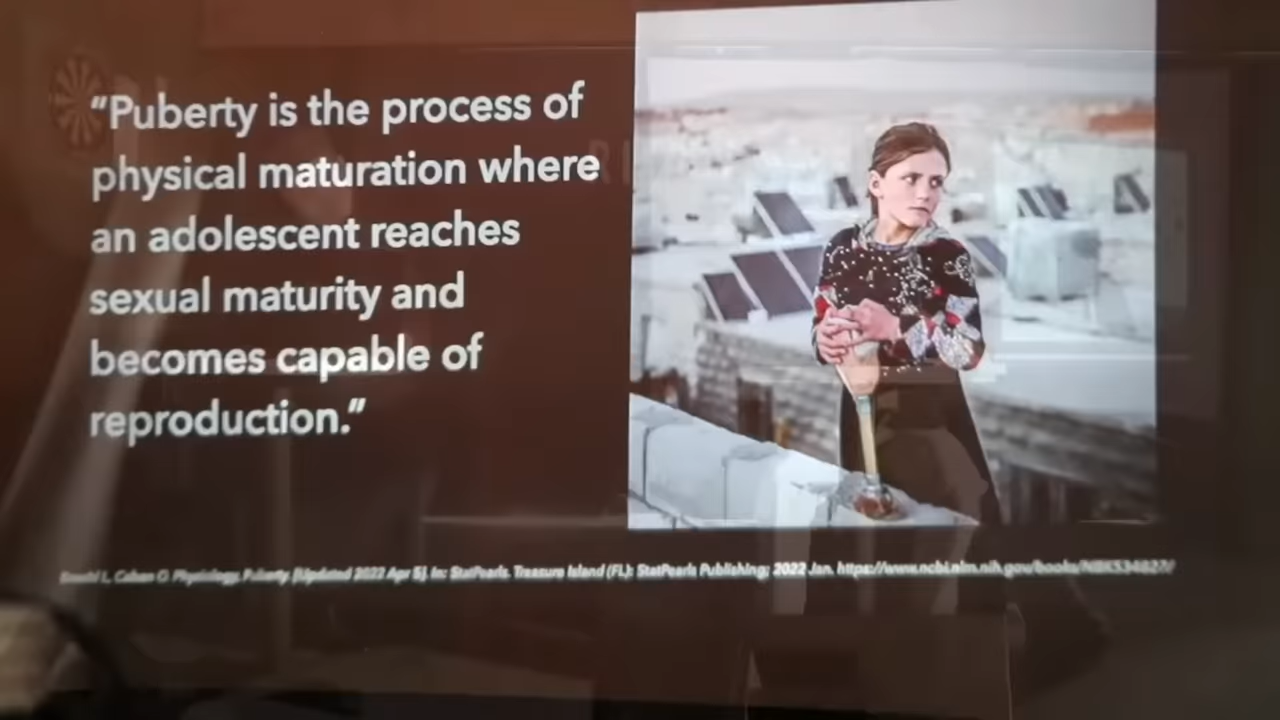 “Puberty is the process of
physical maturation where
an adolescent reaches
sexual maturity and
becomes capable of
reproduction.”
L, Cohen O. Physiology, Puberty. [Updated 2022 Apr 5]. In: StatPearls. Treasure Island (FL): StatPearls Publishing; 2022 Jan. https://www.ncbi.nlm.nih.gov/books/